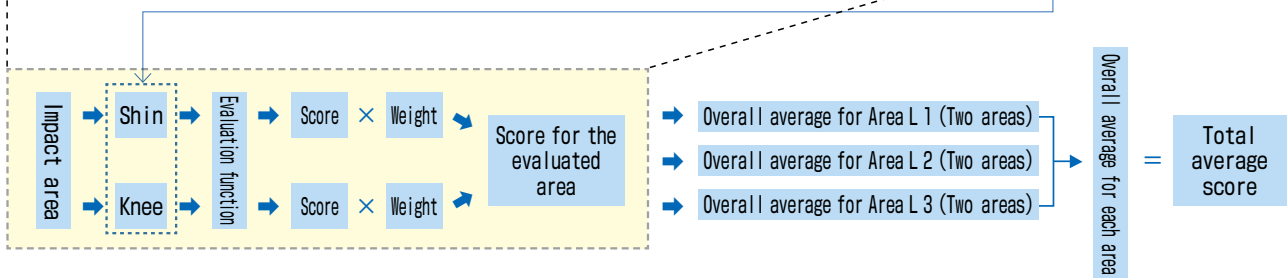 Impact area
Shin
Knee
Evaluation function
Score × Weight
Score × Weight
Score for the
evaluated
area
Overall average for Area L 1 (Two areas)
Overall average for Area L 2 (Two areas)
Overall average for Area L 3 (Two areas)
Overall average for each area
=
Total
average
score